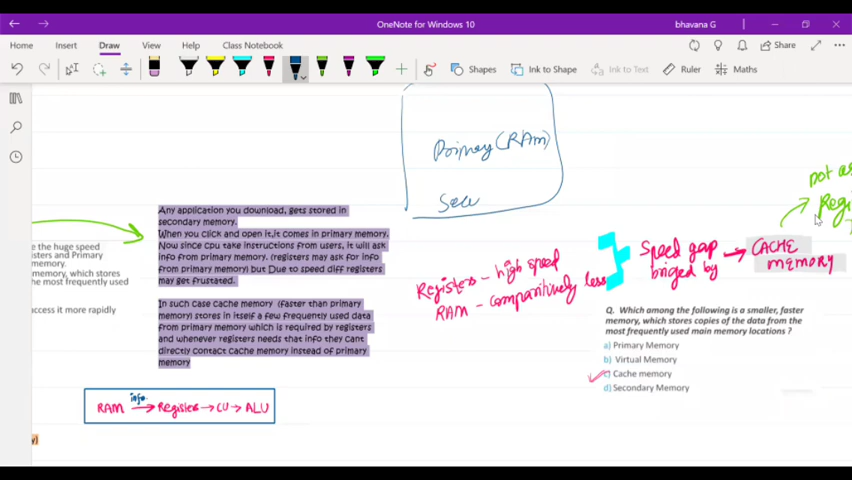 OneNote for Windows 10
bhavana G
Home Insert Draw View Help Class Notebook
Share
Shapes Ink to Shape Ink to Text Ruler Maths
Primary (RAM)
not as
Any application you download, gets stored in
secondary memory.
When you click and open it,it comes in primary memory.
Now since cpu take instructions from users, it will ask
info from primary memory. (registers may ask for info
from primary memory) but Due to speed diff registers
may get frustated.
In such case cache memory (faster than primary
memory) stores in itself a few frequently used data
from primary memory which is required by registers
and whenever registers needs that info they cant
directly contact cache memory instead of primary
memory
e the huge speed
isters and Primary
memory.
memory, which stores
e most frequently used
ccess it more rapidly
Registers - high speed
RAM - comparitively less
Speed gap
briged by
CACHE
MEMORY
Q. Which among the following is a smaller, faster
memory, which stores copies of the data from the
most frequently used main memory locations ?
a) Primary Memory
b) Virtual Memory
c) Cache memory
d) Secondary Memory
info
RAM → Registers → CU → ALU